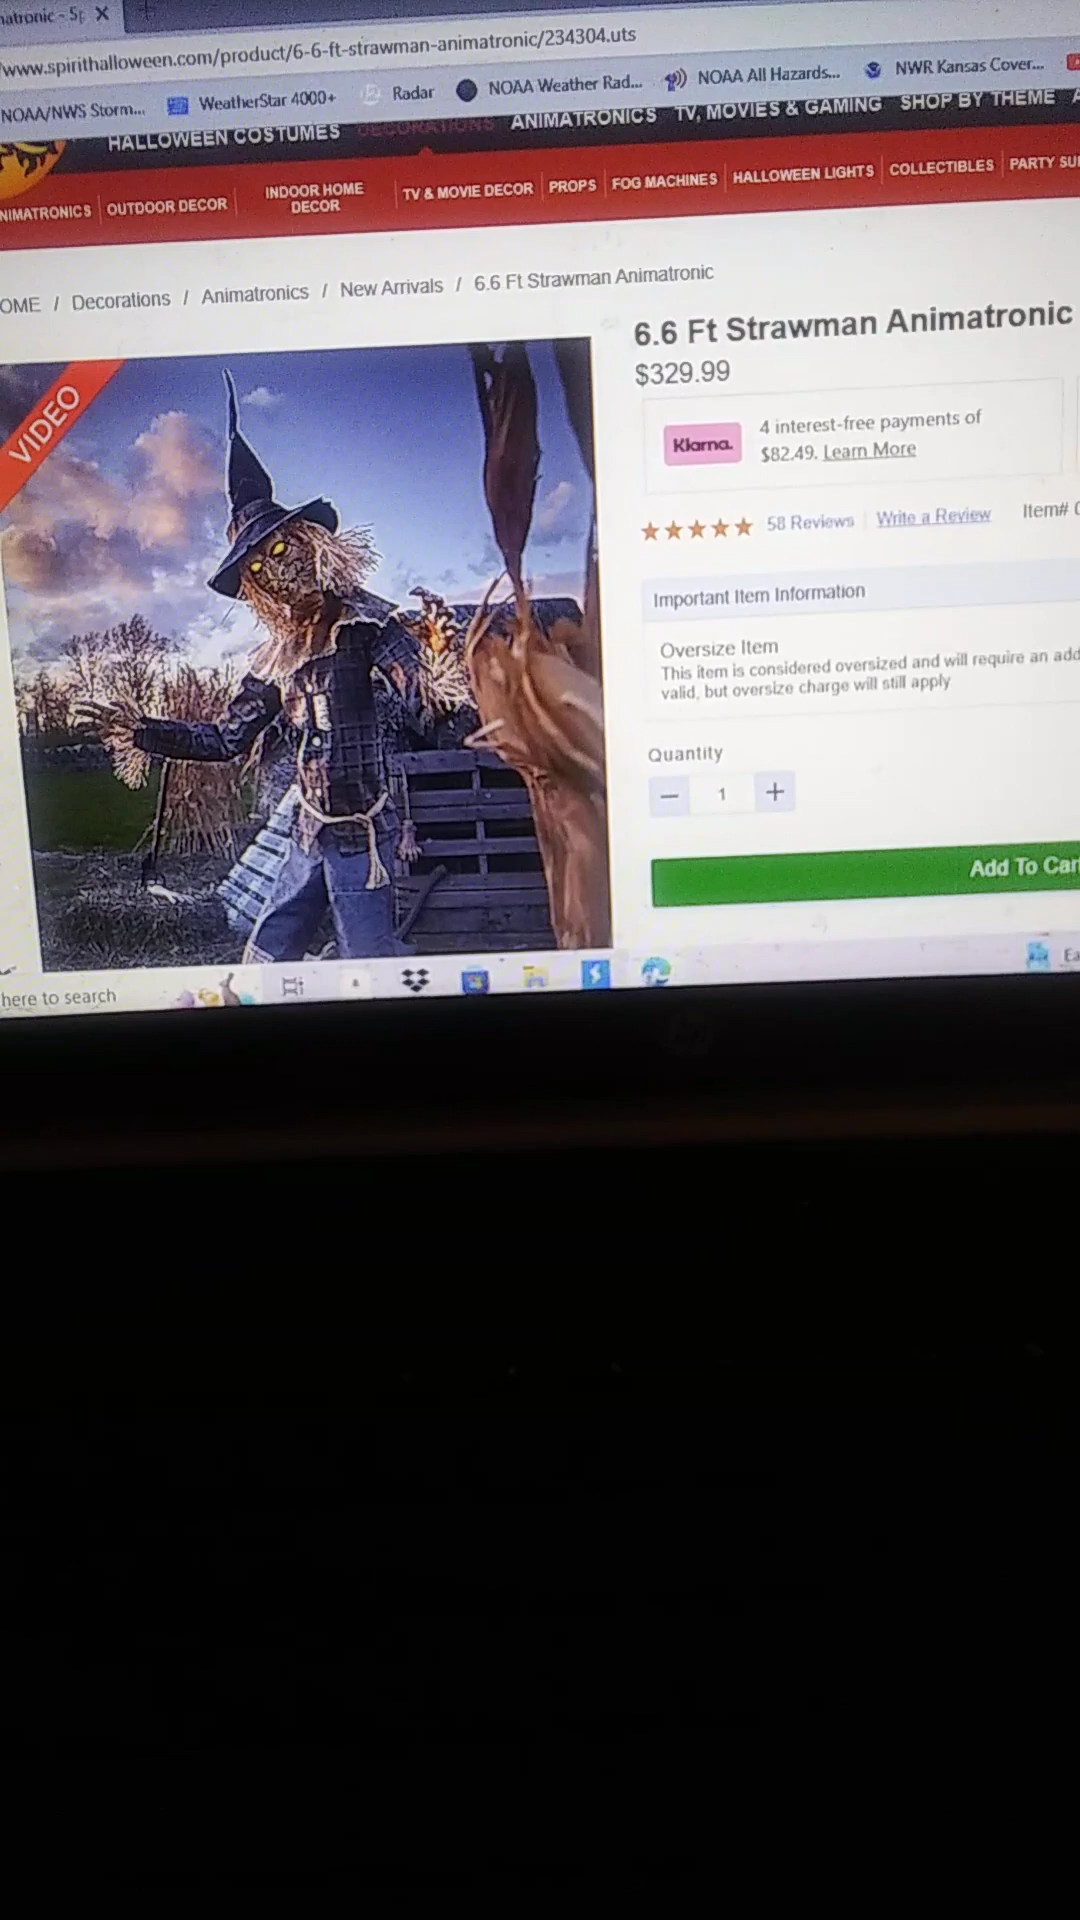 natronic - Sp
www.spirithalloween.com/product/6-6-ft-strawman-animatronic/234304.uts
NOAA/NWS Storm... WeatherStar 4000+ Radar NOAA Weather Rad... NOAA All Hazards... NWR Kansas Cover...
HALLOWEEN COSTUMES DECORATIONS ANIMATRONICS TV, MOVIES & GAMING SHOP BY THEME A
NIMATRONICS OUTDOOR DECOR INDOOR HOME DECOR TV & MOVIE DECOR PROPS FOG MACHINES HALLOWEEN LIGHTS COLLECTIBLES PARTY SU
OME / Decorations / Animatronics / New Arrivals / 6.6 Ft Strawman Animatronic
VIDEO
6.6 Ft Strawman Animatronic
$329.99
Klarna.
4 interest-free payments of
$82.49. Learn More
58 Reviews Write a Review Item#
Important Item Information
Oversize Item
This item is considered oversized and will require an add
valid, but oversize charge will still apply
Quantity
− 1 +
Add To Car
here to search
Ea